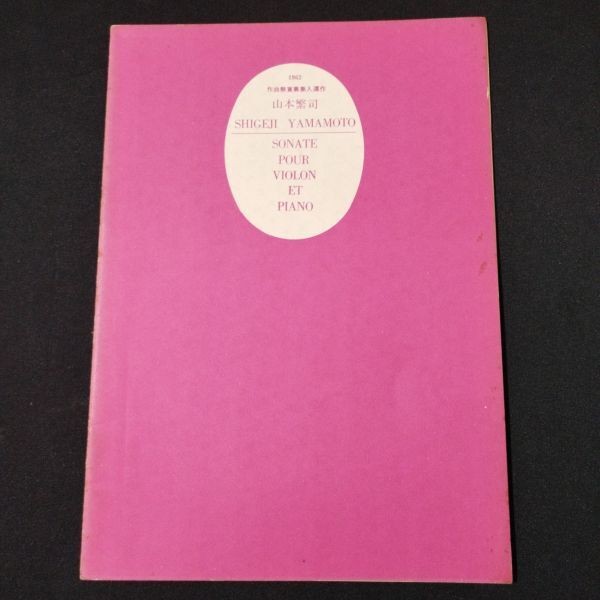 1962
作曲懸賞募集入選作
山本繁司
SHIGEJI YAMAMOTO
SONATE
POUR
VIOLON
ET
PIANO